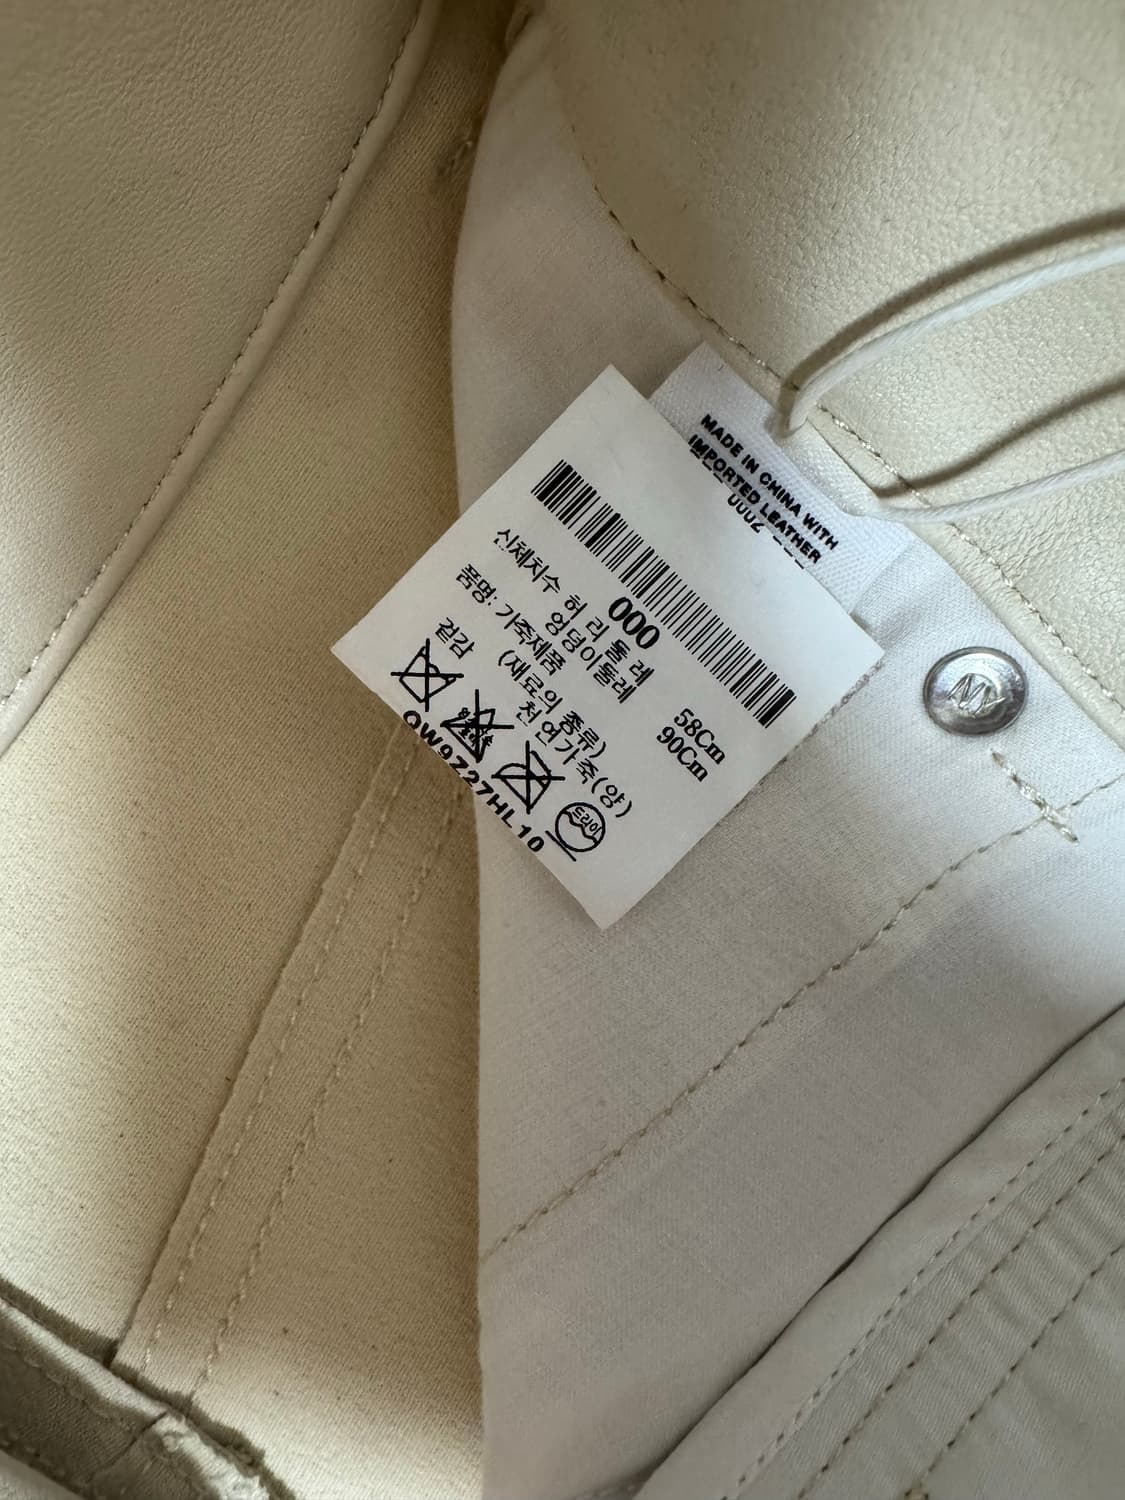 MADE IN CHINA WITH
IMPORTED LEATHER
0002
000
신체치수 허 리 둘 레 58Cm
엉덩이둘레 90Cm
품명: 가죽제품
(재료의 종류)
겉감 천연가죽(양)
드라이
QW9Z27HL10